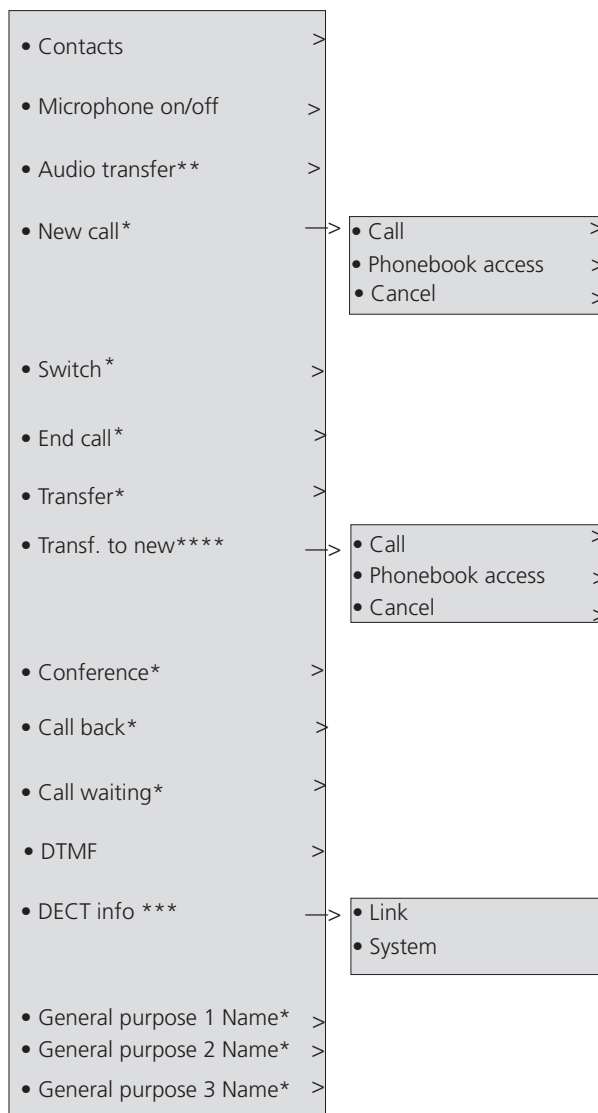 • Contacts >
• Microphone on/off >
• Audio transfer** >
• New call* —>
• Call >
• Phonebook access >
• Cancel >
• Switch* >
• End call* >
• Transfer* >
• Transf. to new**** —>
• Call >
• Phonebook access >
• Cancel >
• Conference* >
• Call back* >
• Call waiting* >
• DTMF >
• DECT info *** —>
• Link
• System
• General purpose 1 Name* >
• General purpose 2 Name* >
• General purpose 3 Name* >